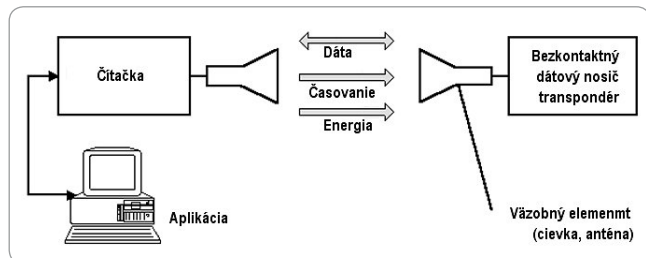 Čítačka
Dáta
Časovanie
Energia
Bezkontaktný
dátový nosič
transpondér
Aplikácia
Väzobný elemenmt
(cievka, anténa)